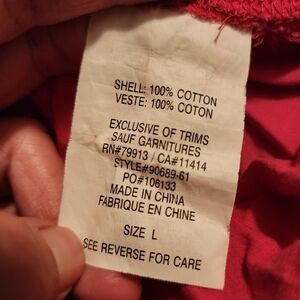 SHELL: 100% COTTON
VESTE: 100% COTON
EXCLUSIVE OF TRIMS
SAUF GARNITURES
RN#79913 / CA#11414
STYLE#90689-61
PO#106133
MADE IN CHINA
FABRIQUE EN CHINE
SIZE L
SEE REVERSE FOR CARE